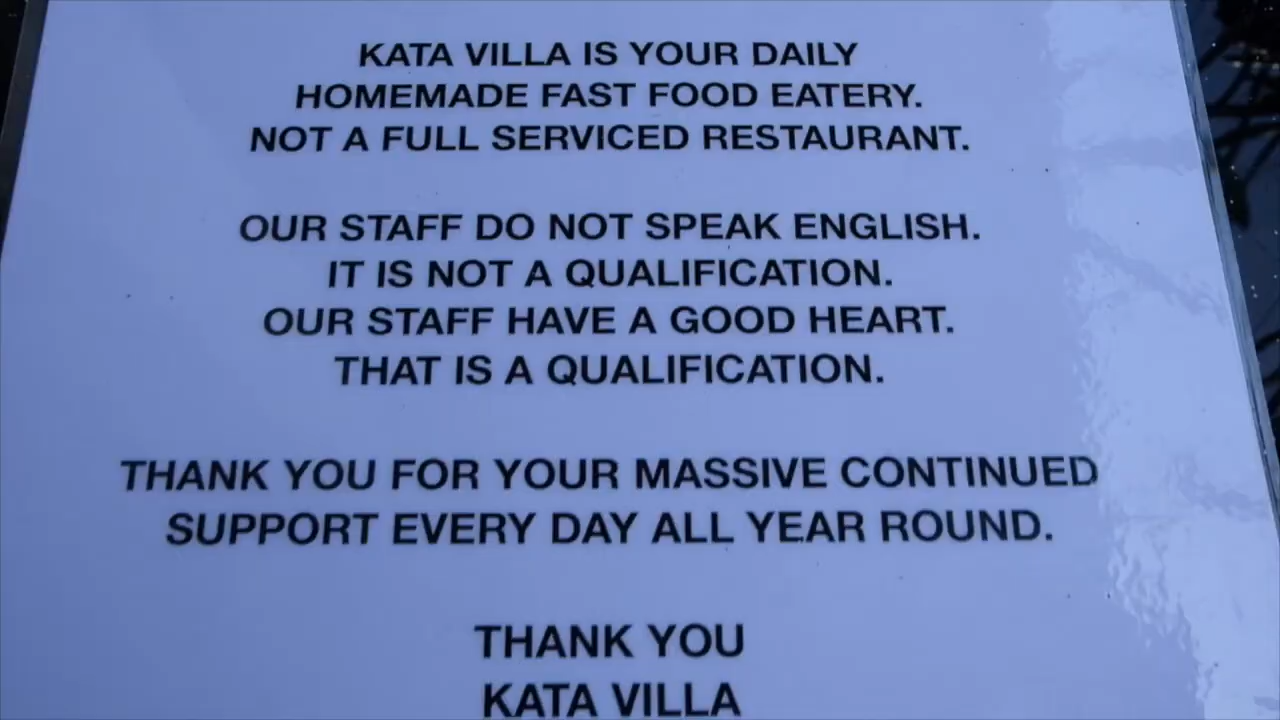 KATA VILLA IS YOUR DAILY
HOMEMADE FAST FOOD EATERY.
NOT A FULL SERVICED RESTAURANT.
OUR STAFF DO NOT SPEAK ENGLISH.
IT IS NOT A QUALIFICATION.
OUR STAFF HAVE A GOOD HEART.
THAT IS A QUALIFICATION.
THANK YOU FOR YOUR MASSIVE CONTINUED
SUPPORT EVERY DAY ALL YEAR ROUND.
THANK YOU
KATA VILLA